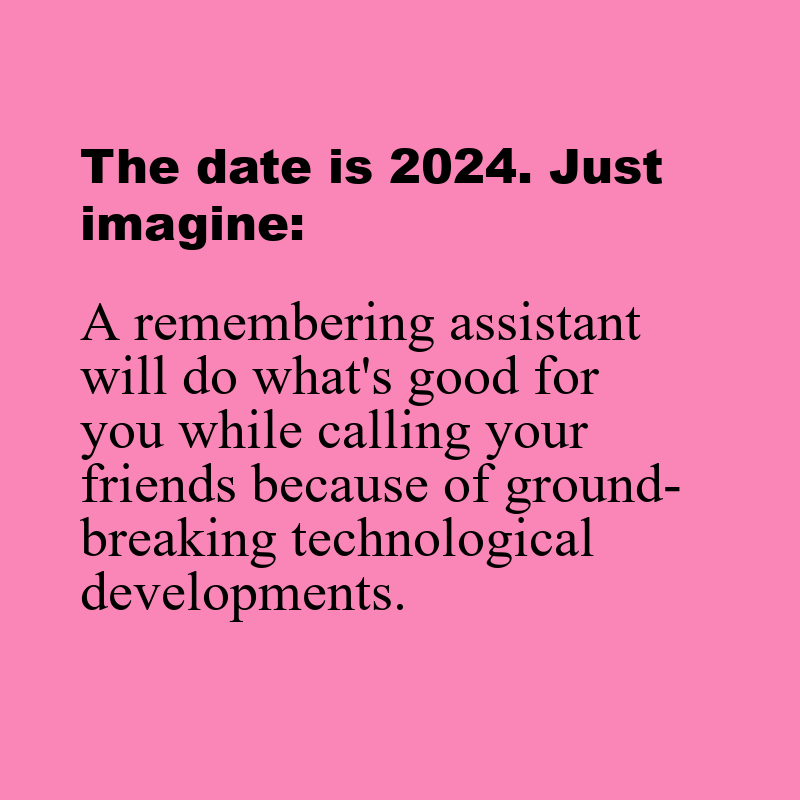 The date is 2024. Just
imagine:
A remembering assistant
will do what's good for
you while calling your
friends because of ground-
breaking technological
developments.